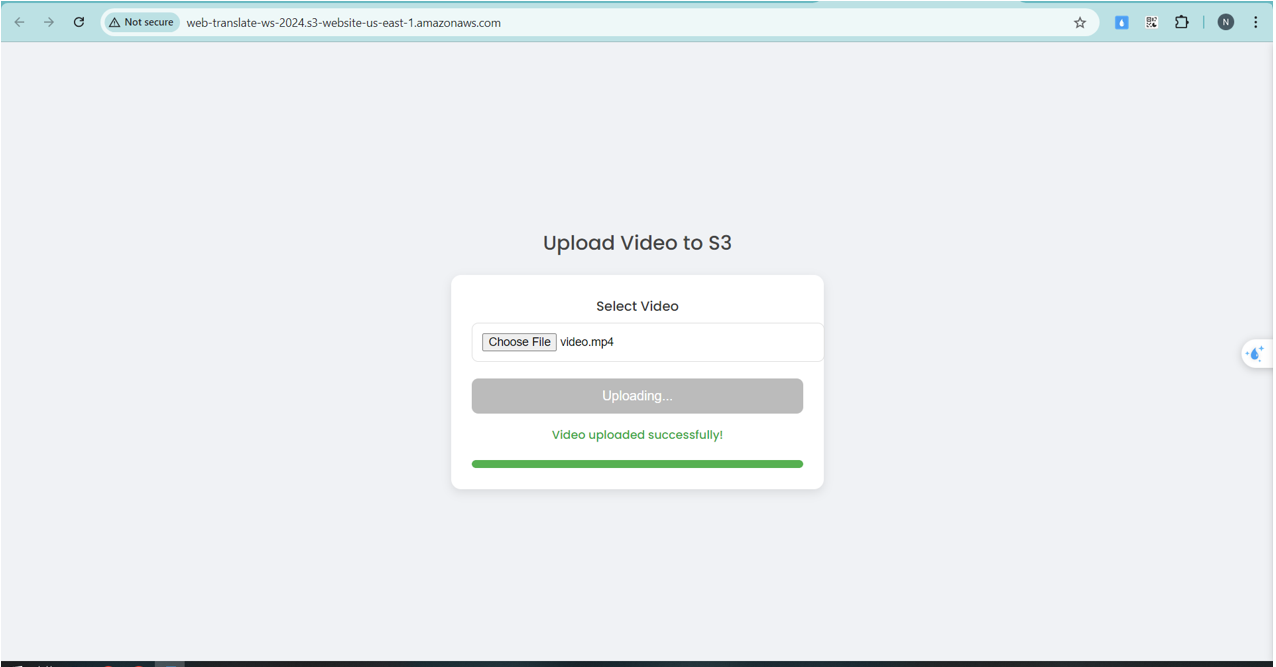 Not secure
web-translate-ws-2024.s3-website-us-east-1.amazonaws.com
N
Upload Video to S3
Select Video
Choose File video.mp4
Uploading...
Video uploaded successfully!